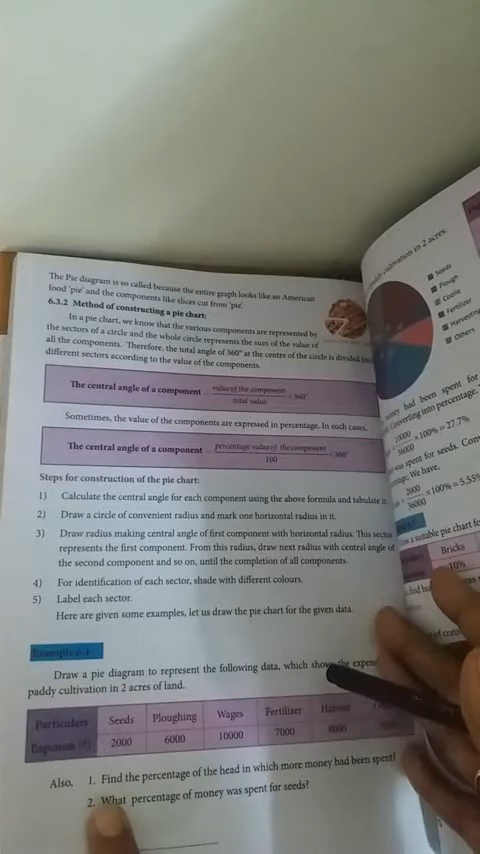 The Pie diagram is so called because the entire graph looks like an American
food 'pie' and the components like slices cut from 'pie'.
6.3.2 Method of constructing a pie chart:
In a pie chart, we know that the various components are represented by
the sectors of a circle and the whole circle represents the sum of the value of
all the components. Therefore, the total angle of 360° at the centre of the circle is divided into
different sectors according to the value of the components.
The central angle of a component = value of the component / total value × 360°
Sometimes, the value of the components are expressed in percentage. In such cases,
The central angle of a component = percentage value of the component / 100 × 360°
Steps for construction of the pie chart:
1) Calculate the central angle for each component using the above formula and tabulate it.
2) Draw a circle of convenient radius and mark one horizontal radius in it.
3) Draw radius making central angle of first component with horizontal radius. This sector
represents the first component. From this radius, draw next radius with central angle of
the second component and so on, until the completion of all components.
4) For identification of each sector, shade with different colours.
5) Label each sector.
Here are given some examples, let us draw the pie chart for the given data.
Example
Draw a pie diagram to represent the following data, which shows the
paddy cultivation in 2 acres of land.
Particulars Seeds Ploughing Wages Fertilizer Harvest
Expenses (₹) 2000 6000 10000 7000 8000
Also, 1. Find the percentage of the head in which more money had been spent?
2. What percentage of money was spent for seeds?
cultivation in 2 acres.
Seeds
Plough
Coolie
Fertilizer
Harvesting
Others
money had been spent for
Converting into percentage.
10000 / 36000 × 100% = 27.7%
was spent for seeds.
We have,
2000 / 36000 × 100% = 5.55%
a suitable pie chart
Bricks
10%